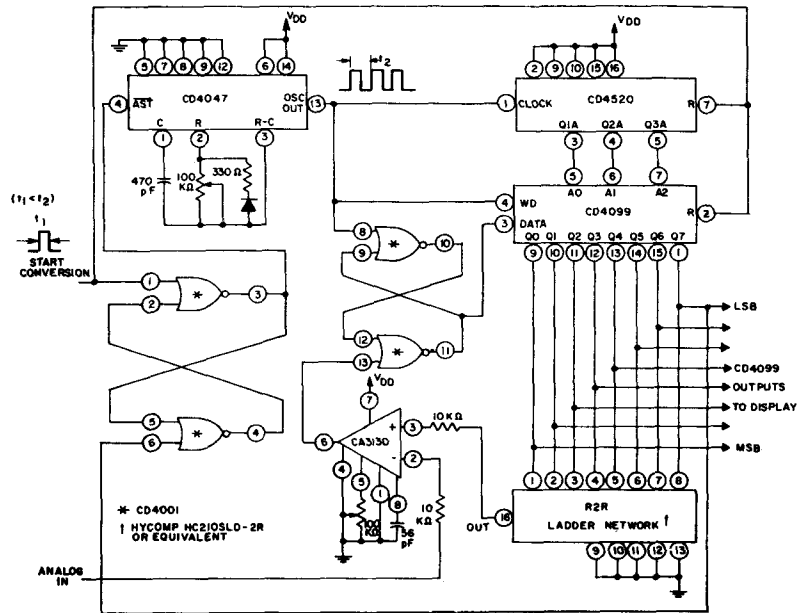 VDD
5 7 8 9 12 6 14
4 AST CD4047 OSC OUT 13
C R R-C
1 2 3
470 pF
100 KΩ
330Ω
t2
VDD
2 9 10 15 16
1 CLOCK CD4520 R 7
Q1A Q2A Q3A
3 4 5
5 6 7
A0 A1 A2
4 WD
3 DATA CD4099 R 2
Q0 Q1 Q2 Q3 Q4 Q5 Q6 Q7
9 10 11 12 13 14 15 1
(t1 < t2)
t1
START CONVERSION
1
2
* 3
5
6
* 4
8
9
* 10
12
13
* 11
VDD
7
6 CA3130 + 3 10KΩ
- 2
4 5 1 8
100 KΩ
56 pF
10 KΩ
LSB
CD4099
OUTPUTS
TO DISPLAY
MSB
1 2 3 4 5 6 7 8
OUT 16
R2R
LADDER NETWORK †
9 10 11 12 13
* CD4001
† HYCOMP HC210SLD-2R
OR EQUIVALENT
ANALOG IN